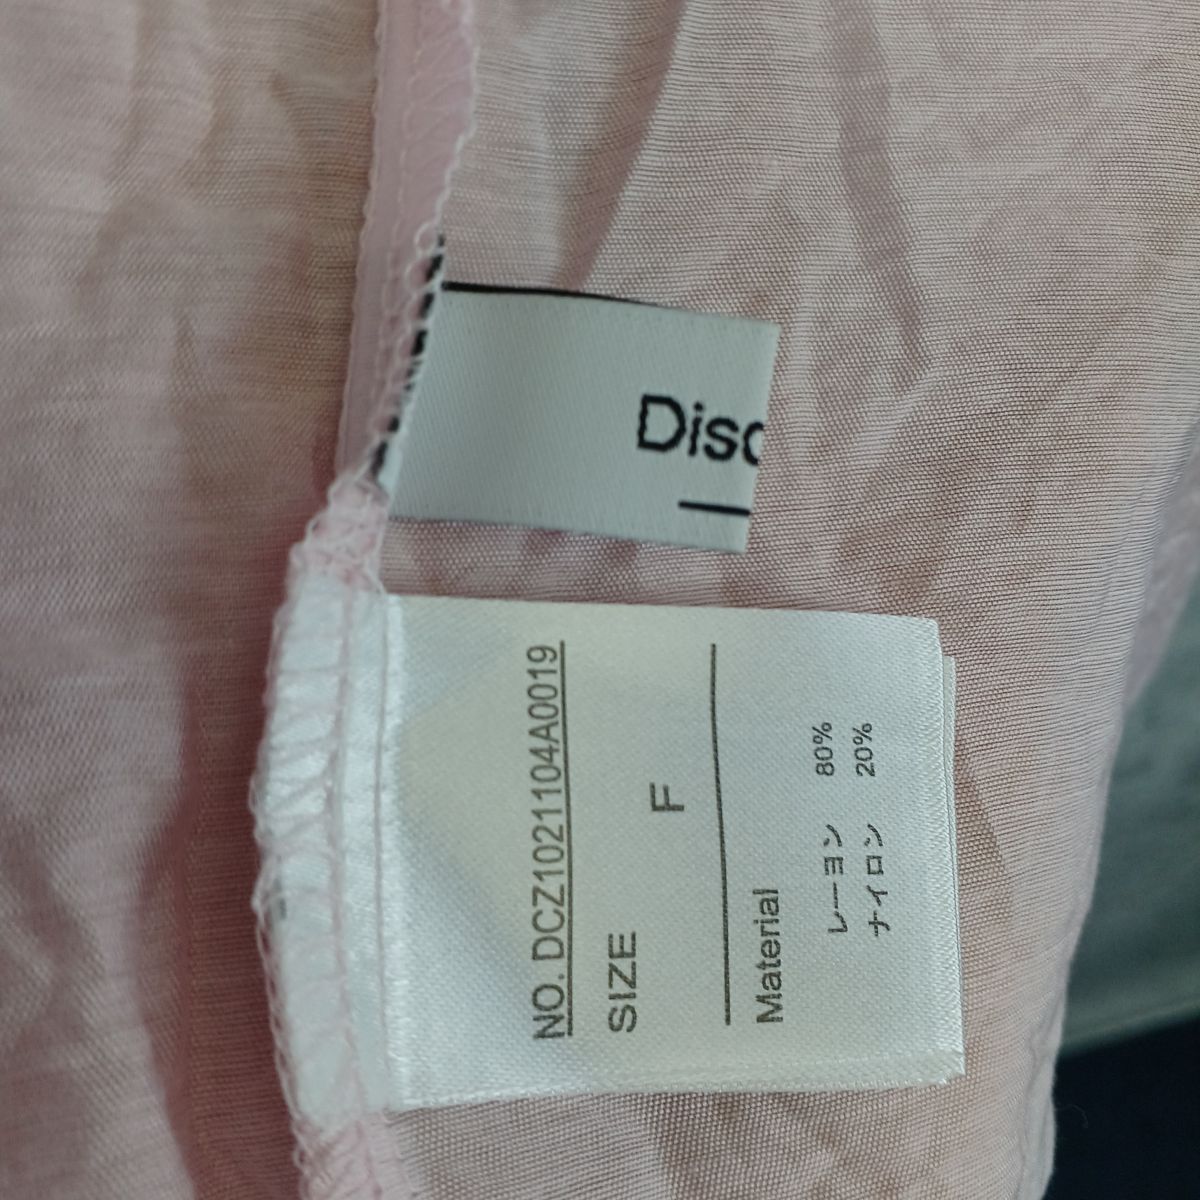 Disc
NO. DCZ1021104A0019
SIZE
F
Material
レーヨン 80%
ナイロン 20%